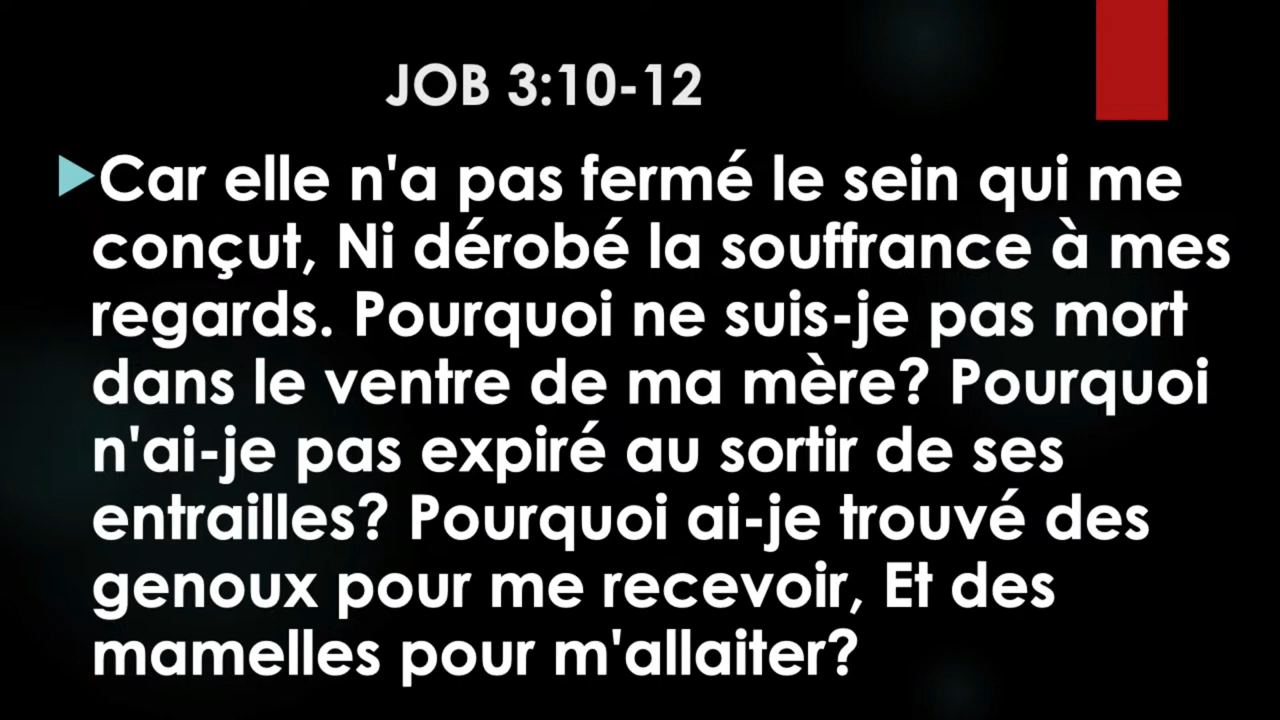 JOB 3:10-12
Car elle n'a pas fermé le sein qui me
conçut, Ni dérobé la souffrance à mes
regards. Pourquoi ne suis-je pas mort
dans le ventre de ma mère? Pourquoi
n'ai-je pas expiré au sortir de ses
entrailles? Pourquoi ai-je trouvé des
genoux pour me recevoir, Et des
mamelles pour m'allaiter?